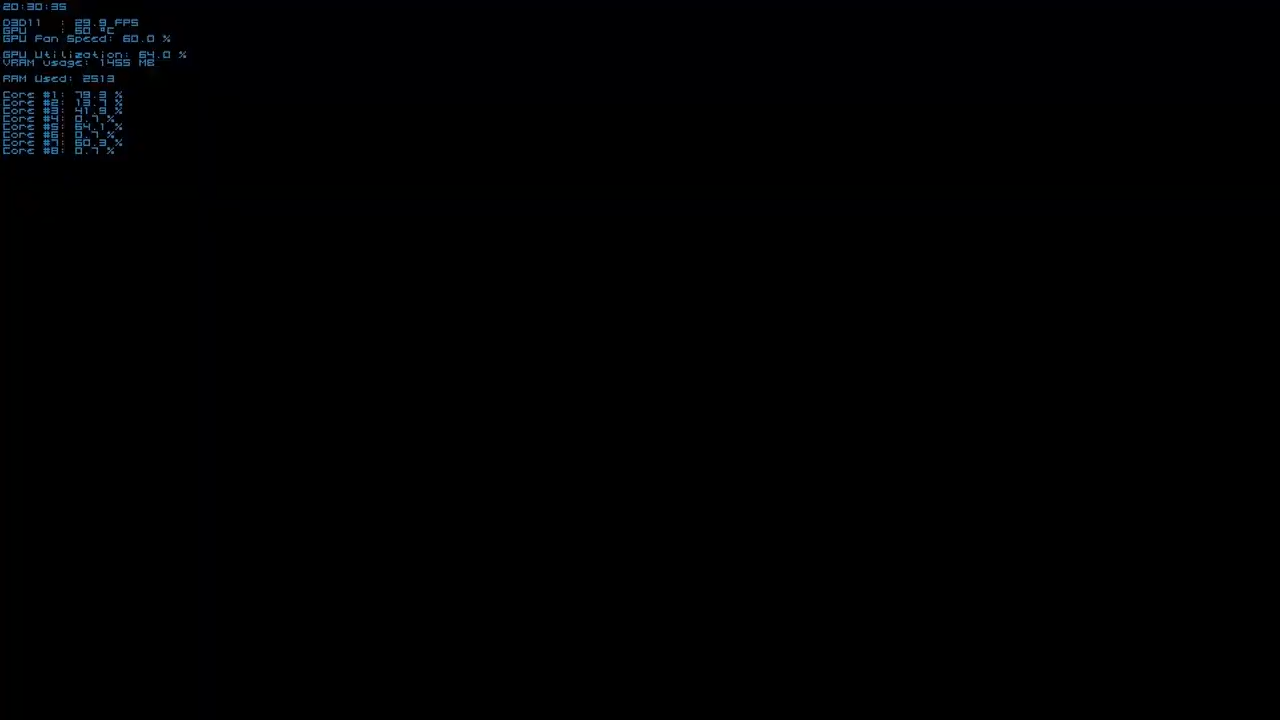 20:30:35
D3D11 : 29.9 FPS
GPU : 60 ºC
GPU Fan Speed: 60.0 %
GPU Utilization: 64.0 %
VRAM usage: 1455 MB
RAM Used: 2513
Core #1: 79.3 %
Core #2: 13.7 %
Core #3: 41.9 %
Core #4: 0.7 %
Core #5: 64.1 %
Core #6: 0.7 %
Core #7: 60.3 %
Core #8: 0.7 %